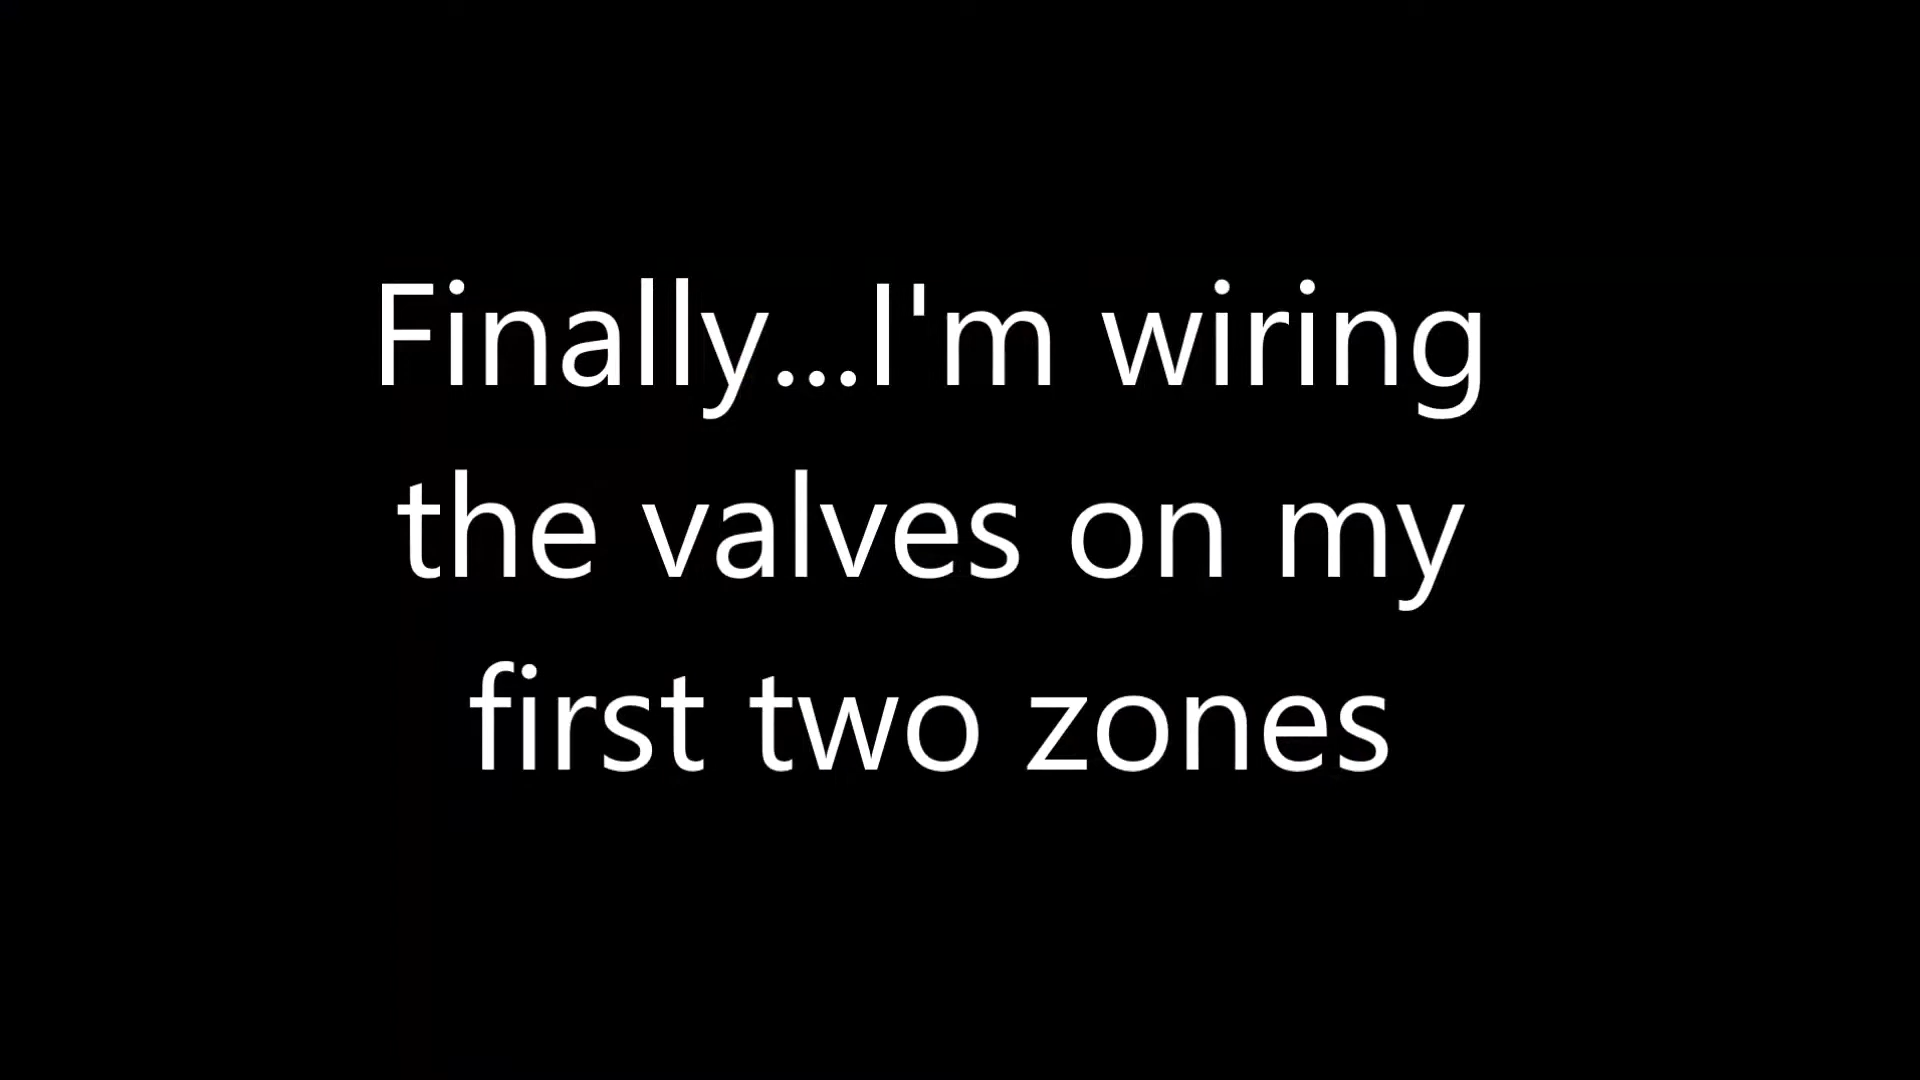 Finally...I'm wiring
the valves on my
first two zones